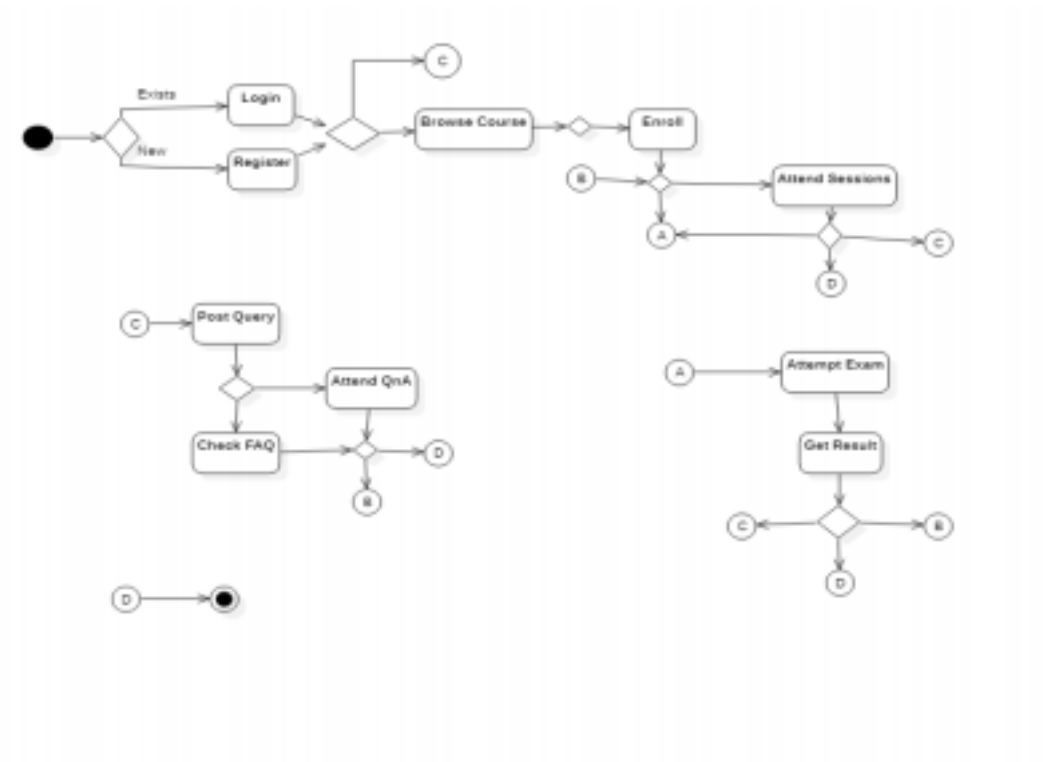 C
Exists
Login
Browse Course
Enroll
New
Register
B
Attend Sessions
A
C
D
C
Post Query
Attend QnA
Check FAQ
D
B
A
Attempt Exam
Get Result
C
B
D
D